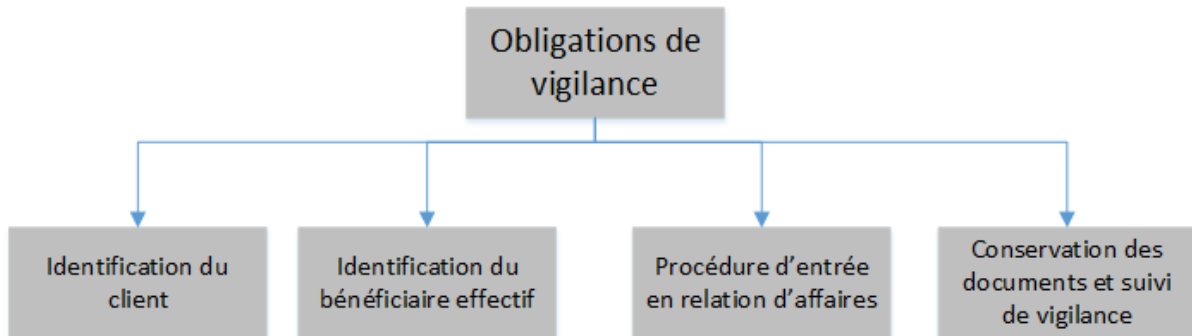 Obligations de
vigilance
Identification du
client
Identification du
bénéficiaire effectif
Procédure d’entrée
en relation d’affaires
Conservation des
documents et suivi
de vigilance